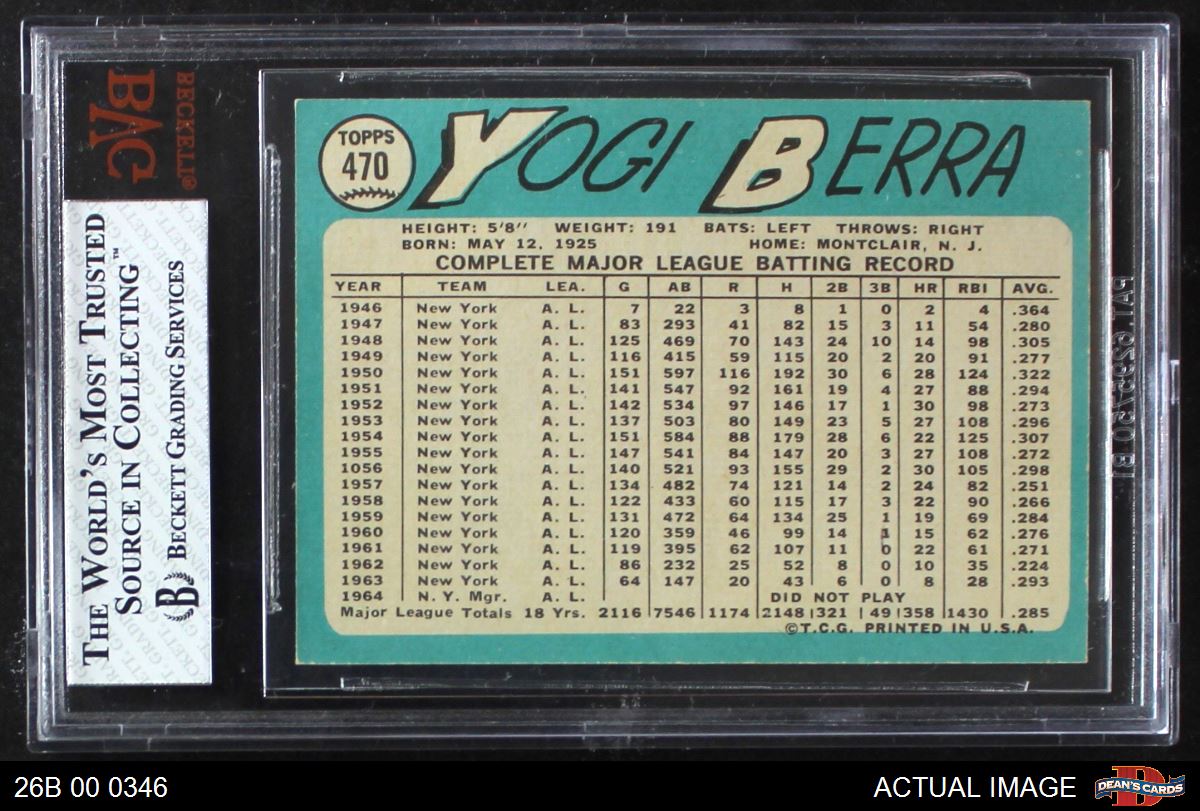 BECKETT®
BVG
THE WORLD'S MOST TRUSTED
SOURCE IN COLLECTING™
B BECKETT GRADING SERVICES
TOPPS
470
YOGI BERRA
HEIGHT: 5'8'' WEIGHT: 191 BATS: LEFT THROWS: RIGHT
BORN: MAY 12, 1925 HOME: MONTCLAIR, N. J.
COMPLETE MAJOR LEAGUE BATTING RECORD
YEAR TEAM LEA. G AB R H 2B 3B HR RBI AVG.
1946 New York A. L. 7 22 3 8 1 0 2 4 .364
1947 New York A. L. 83 293 41 82 15 3 11 54 .280
1948 New York A. L. 125 469 70 143 24 10 14 98 .305
1949 New York A. L. 116 415 59 115 20 2 20 91 .277
1950 New York A. L. 151 597 116 192 30 6 28 124 .322
1951 New York A. L. 141 547 92 161 19 4 27 88 .294
1952 New York A. L. 142 534 97 146 17 1 30 98 .273
1953 New York A. L. 137 503 80 149 23 5 27 108 .296
1954 New York A. L. 151 584 88 179 28 6 22 125 .307
1955 New York A. L. 147 541 84 147 20 3 27 108 .272
1056 New York A. L. 140 521 93 155 29 2 30 105 .298
1957 New York A. L. 134 482 74 121 14 2 24 82 .251
1958 New York A. L. 122 433 60 115 17 3 22 90 .266
1959 New York A. L. 131 472 64 134 25 1 19 69 .284
1960 New York A. L. 120 359 46 99 14 1 15 62 .276
1961 New York A. L. 119 395 62 107 11 0 22 61 .271
1962 New York A. L. 86 232 25 52 8 0 10 35 .224
1963 New York A. L. 64 147 20 43 6 0 8 28 .293
1964 N. Y. Mgr. A. L. DID NOT PLAY
Major League Totals 18 Yrs. 2116 7546 1174 2148 321 49 358 1430 .285
©T.C.G. PRINTED IN U.S.A.
26B 00 0346
ACTUAL IMAGE
D
DEAN'S CARDS